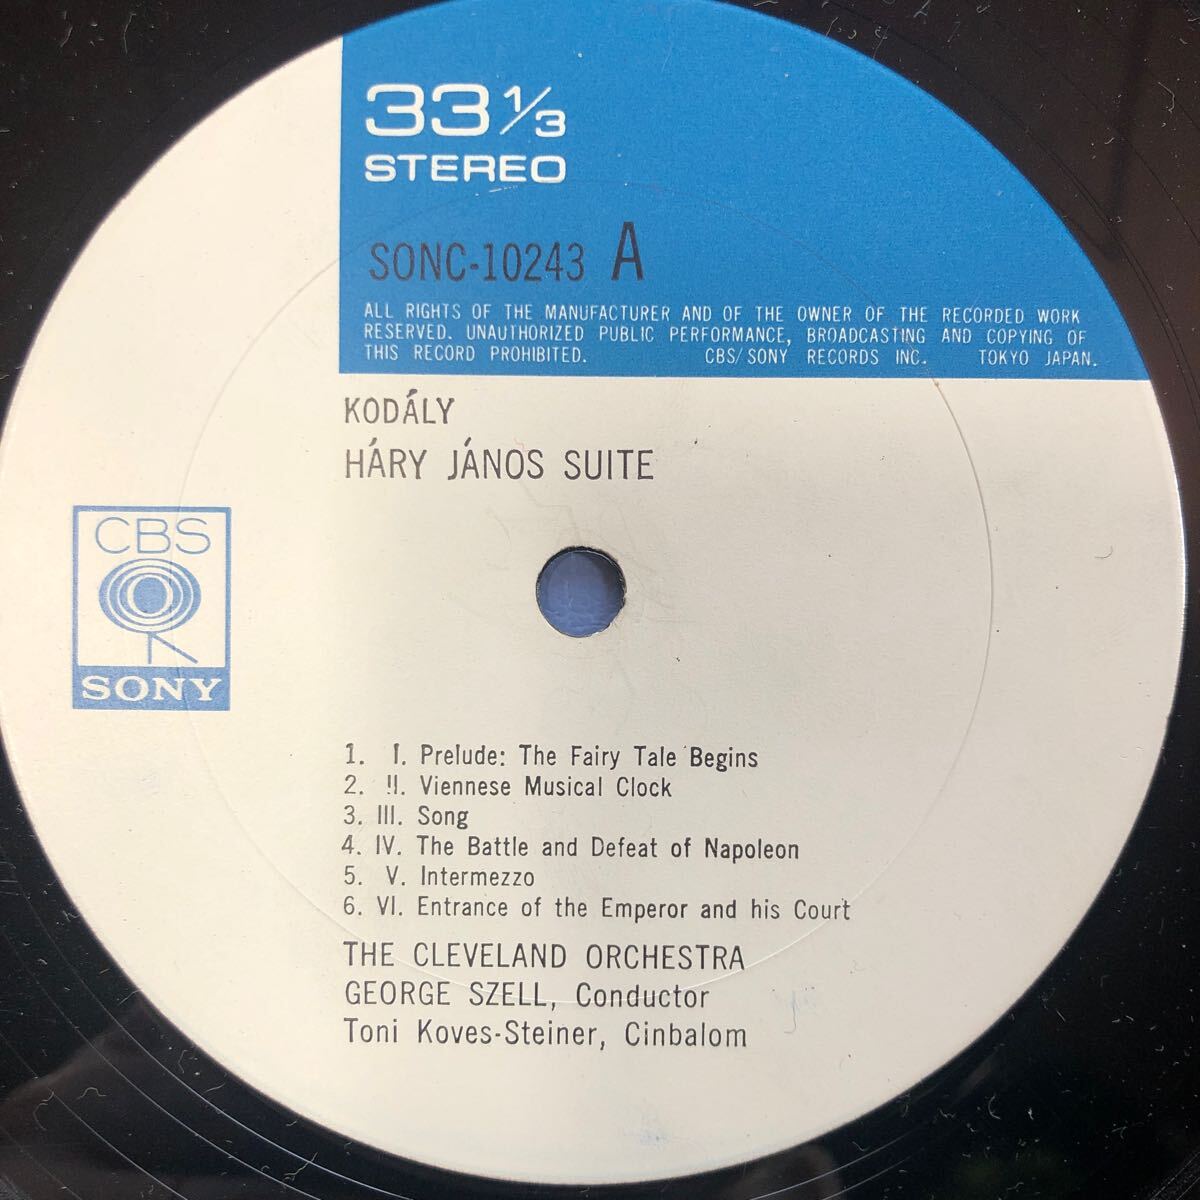 33 1/3
STEREO
SONC-10243 A
ALL RIGHTS OF THE MANUFACTURER AND OF THE OWNER OF THE RECORDED WORK
RESERVED. UNAUTHORIZED PUBLIC PERFORMANCE, BROADCASTING AND COPYING OF
THIS RECORD PROHIBITED. CBS/SONY RECORDS INC. TOKYO JAPAN.
KODÁLY
HÁRY JÁNOS SUITE
CBS
SONY
1. I. Prelude: The Fairy Tale Begins
2. II. Viennese Musical Clock
3. III. Song
4. IV. The Battle and Defeat of Napoleon
5. V. Intermezzo
6. VI. Entrance of the Emperor and his Court
THE CLEVELAND ORCHESTRA
GEORGE SZELL, Conductor
Toni Koves-Steiner, Cinbalom